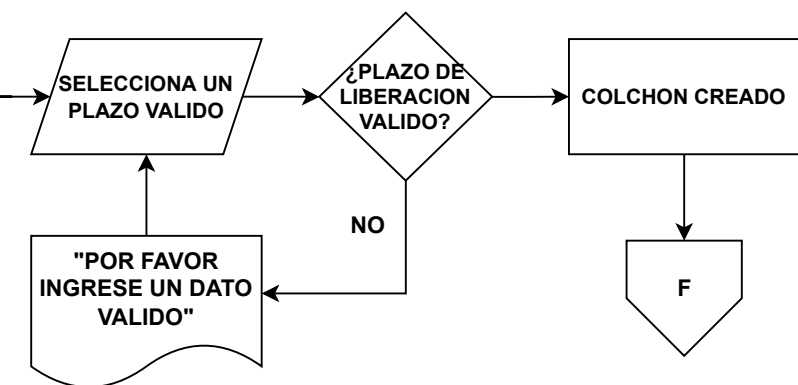 SELECCIONA UN
PLAZO VALIDO
¿PLAZO DE
LIBERACION
VALIDO?
COLCHON CREADO
NO
"POR FAVOR
INGRESE UN DATO
VALIDO"
F